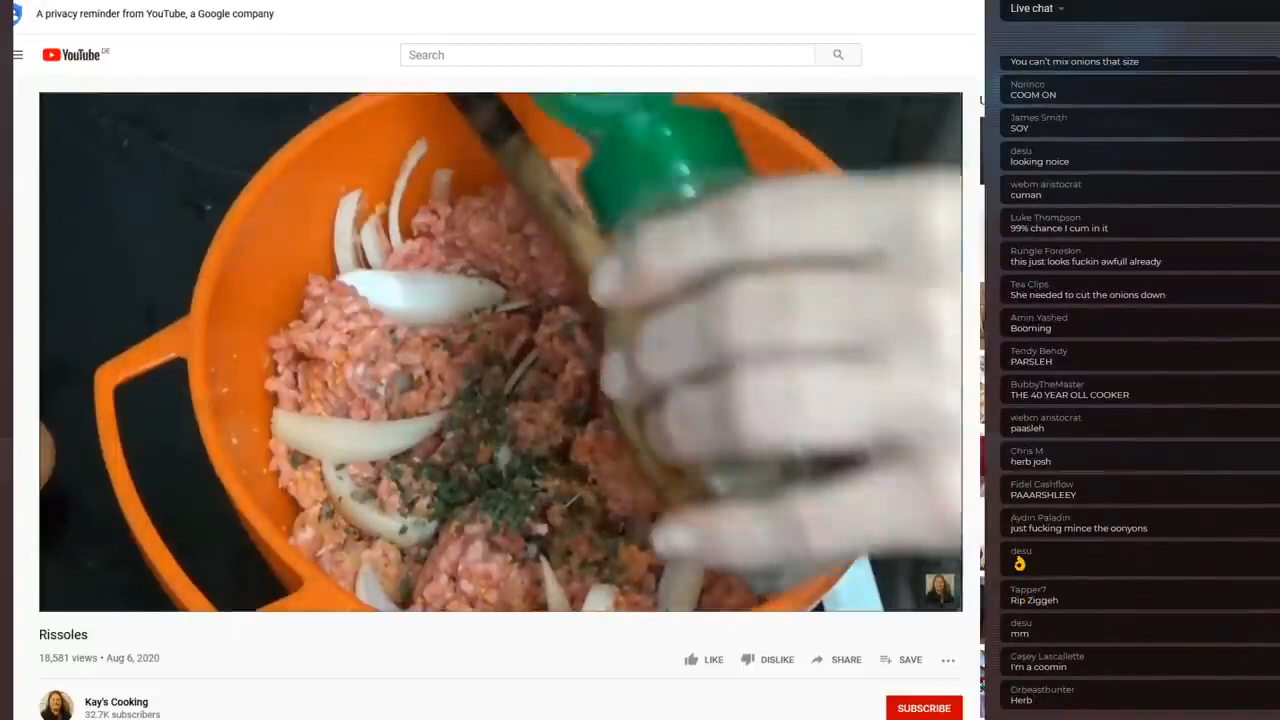 A privacy reminder from YouTube, a Google company
YouTube DE
Search
Rissoles
18,581 views • Aug 6, 2020
LIKE
DISLIKE
SHARE
SAVE
Kay's Cooking
32.7K subscribers
SUBSCRIBE
Live chat
You can't mix onions that size
Norinco
COOM ON
James Smith
SOY
desu
looking noice
webm aristocrat
cuman
Luke Thompson
99% chance I cum in it
Rungle Foreskin
this just looks fuckin awfull already
Tea Clips
She needed to cut the onions down
Amin Yashed
Booming
Tendy Behdy
PARSLEH
BubbyTheMaster
THE 40 YEAR OLL COOKER
webm aristocrat
paasleh
Chris M
herb josh
Fidel Cashflow
PAAARSHLEEY
Aydin Paladin
just fucking mince the oonyons
desu
👌
Tapper7
Rip Ziggeh
desu
mm
Casey Lascallette
I'm a coomin
Drbeasthunter
Herb